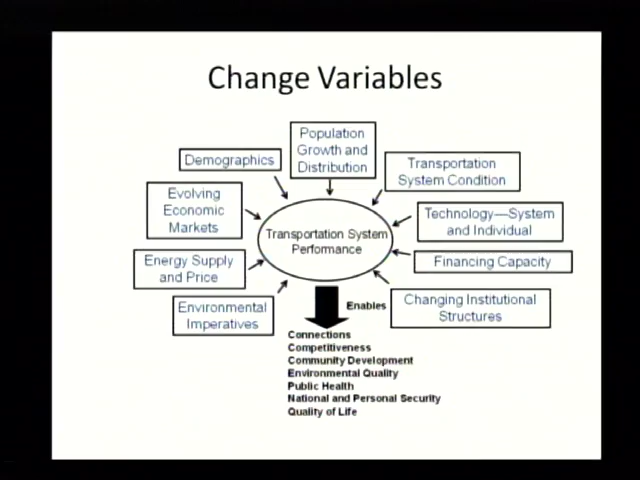 Change Variables
Population
Growth and
Distribution
Demographics
Transportation
System Condition
Evolving
Economic
Markets
Technology—System
and Individual
Transportation System
Performance
Energy Supply
and Price
Financing Capacity
Environmental
Imperatives
Changing Institutional
Structures
Enables
Connections
Competitiveness
Community Development
Environmental Quality
Public Health
National and Personal Security
Quality of Life